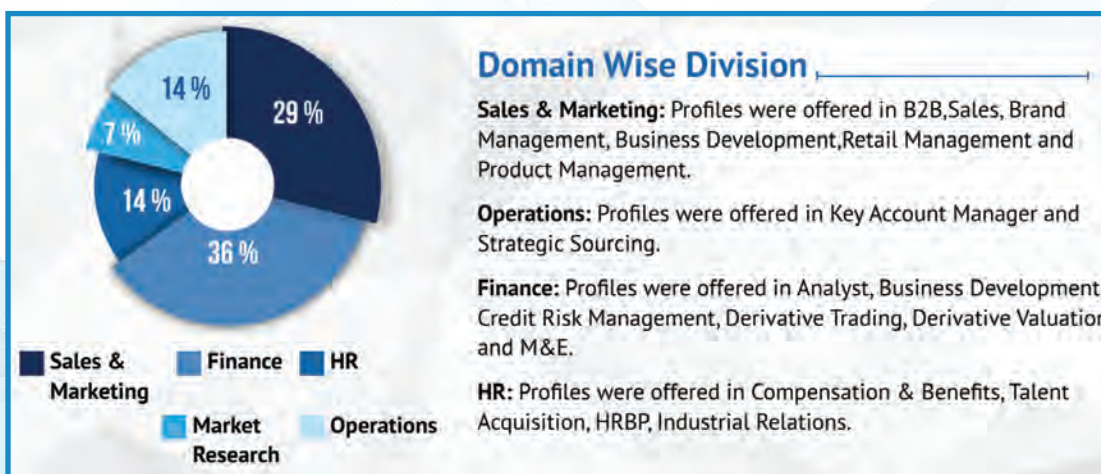 14 %
29 %
7 %
14 %
36 %
Sales & Marketing
Finance
HR
Market Research
Operations
Domain Wise Division
Sales & Marketing: Profiles were offered in B2B,Sales, Brand
Management, Business Development,Retail Management and
Product Management.
Operations: Profiles were offered in Key Account Manager and
Strategic Sourcing.
Finance: Profiles were offered in Analyst, Business Development
Credit Risk Management, Derivative Trading, Derivative Valuation
and M&E.
HR: Profiles were offered in Compensation & Benefits, Talent
Acquisition, HRBP, Industrial Relations.